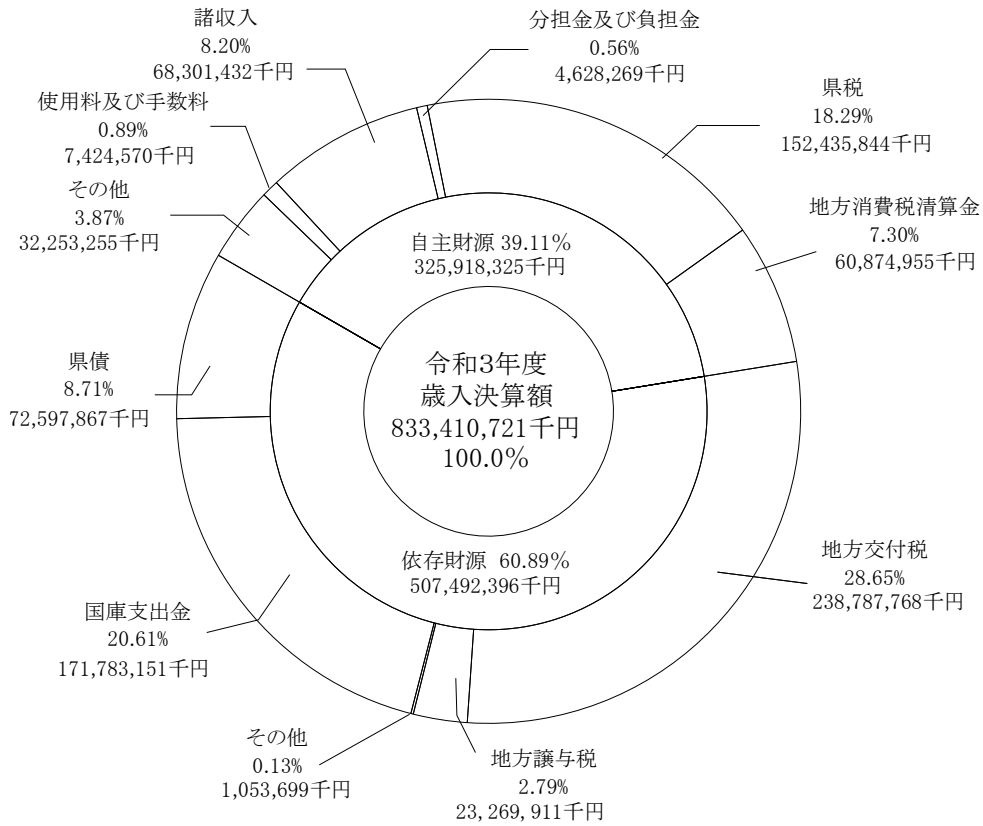 諸収入
8.20%
68,301,432千円
分担金及び負担金
0.56%
4,628,269千円
県税
18.29%
152,435,844千円
使用料及び手数料
0.89%
7,424,570千円
その他
3.87%
32,253,255千円
地方消費税清算金
7.30%
60,874,955千円
自主財源 39.11%
325,918,325千円
県債
8.71%
72,597,867千円
令和3年度
歳入決算額
833,410,721千円
100.0%
依存財源 60.89%
507,492,396千円
地方交付税
28.65%
238,787,768千円
国庫支出金
20.61%
171,783,151千円
その他
0.13%
1,053,699千円
地方譲与税
2.79%
23,269,911千円